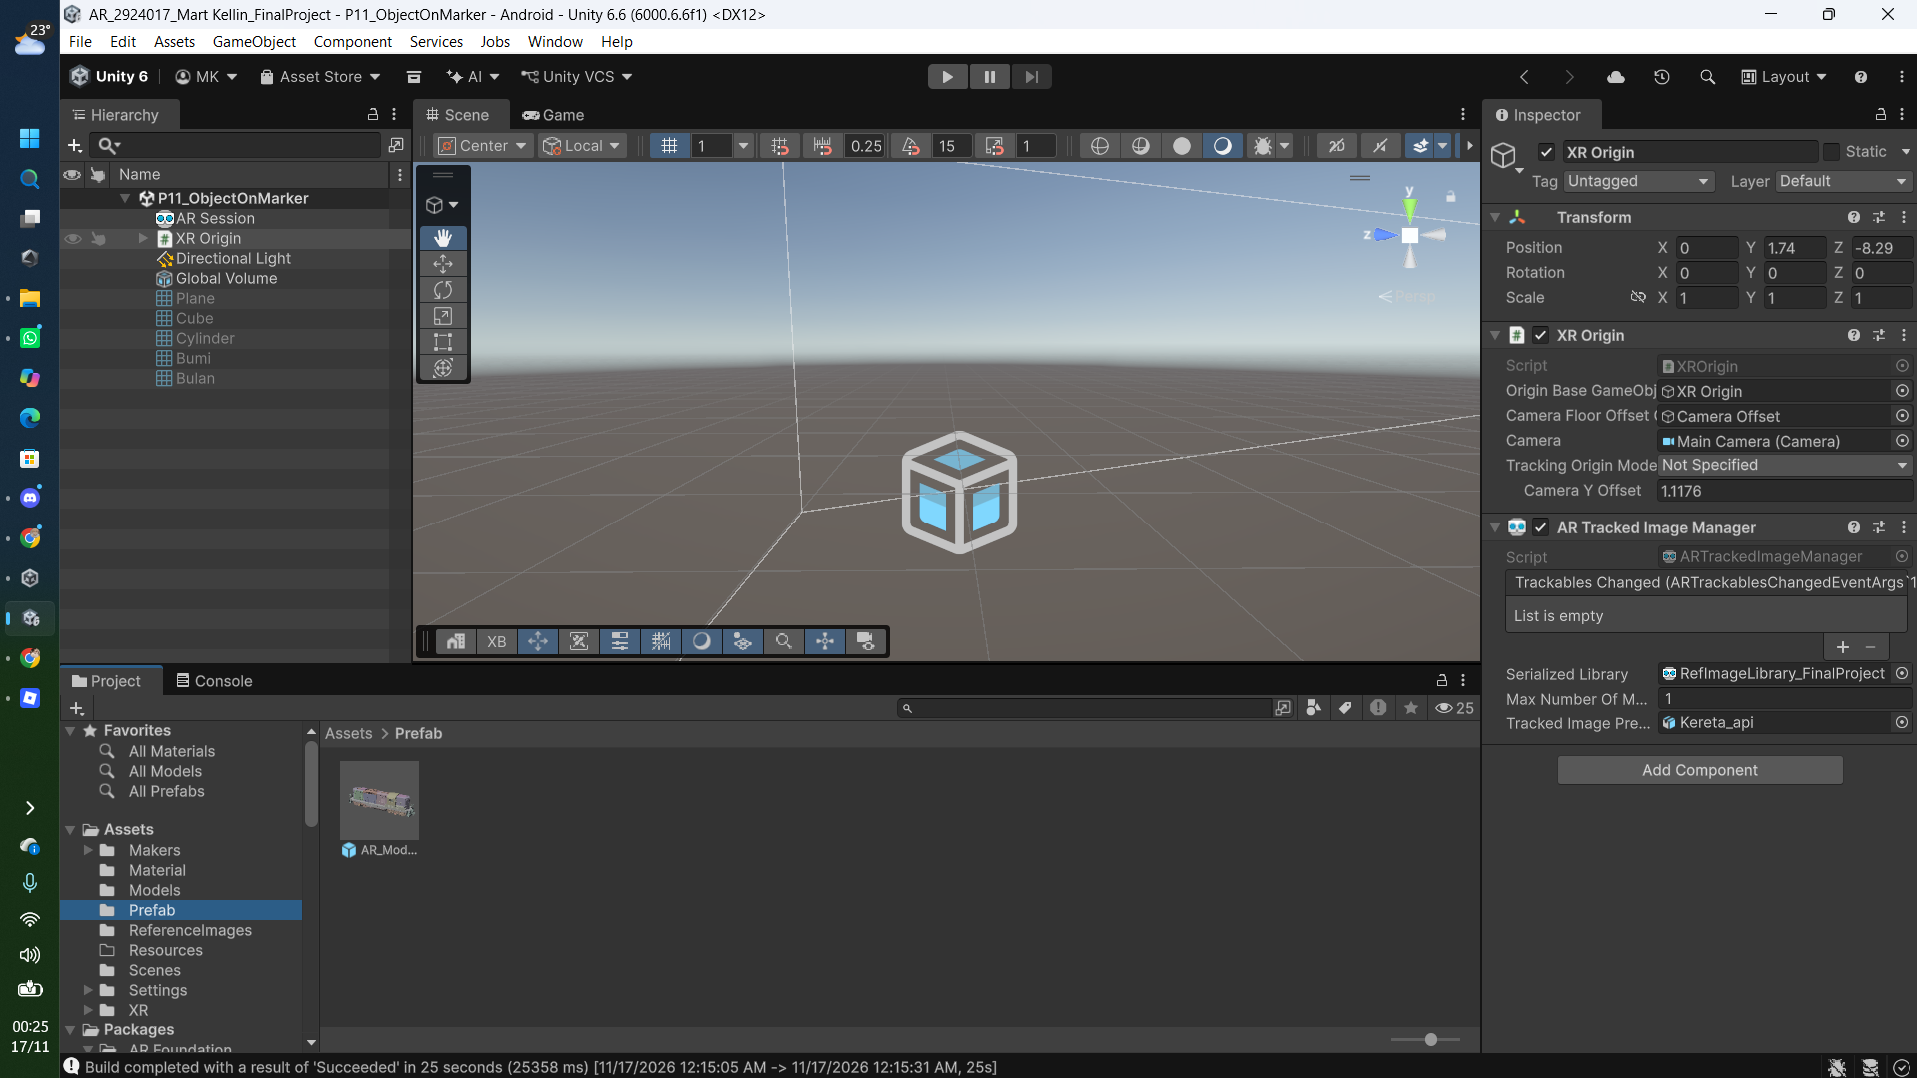 AR_2924017_Mart Kellin_FinalProject - P11_ObjectOnMarker - Android - Unity 6.6 (6000.6.6f1) <DX12>
23°
File Edit Assets GameObject Component Services Jobs Window Help
Unity 6 MK Asset Store AI Unity VCS Layout
Hierarchy
Name
P11_ObjectOnMarker
AR Session
XR Origin
Directional Light
Global Volume
Plane
Cube
Cylinder
Bumi
Bulan
Scene Game
Center Local 1 0.25 15 1
y
z
Persp
XB
Inspector
XR Origin Static
Tag Untagged Layer Default
Transform
Position X 0 Y 1.74 Z -8.29
Rotation X 0 Y 0 Z 0
Scale X 1 Y 1 Z 1
XR Origin
Script XROrigin
Origin Base GameObj XR Origin
Camera Floor Offset Camera Offset
Camera Main Camera (Camera)
Tracking Origin Mode Not Specified
Camera Y Offset 1.1176
AR Tracked Image Manager
Script ARTrackedImageManager
Trackables Changed (ARTrackablesChangedEventArgs`1
List is empty
Serialized Library RefImageLibrary_FinalProject
Max Number Of M... 1
Tracked Image Pre... Kereta_api
Add Component
Project Console
25
Favorites
All Materials
All Models
All Prefabs
Assets
Makers
Material
Models
Prefab
ReferenceImages
Resources
Scenes
Settings
XR
Packages
AR Foundation
Assets > Prefab
AR_Mod...
00:25
17/11
Build completed with a result of 'Succeeded' in 25 seconds (25358 ms) [11/17/2026 12:15:05 AM -> 11/17/2026 12:15:31 AM, 25s]